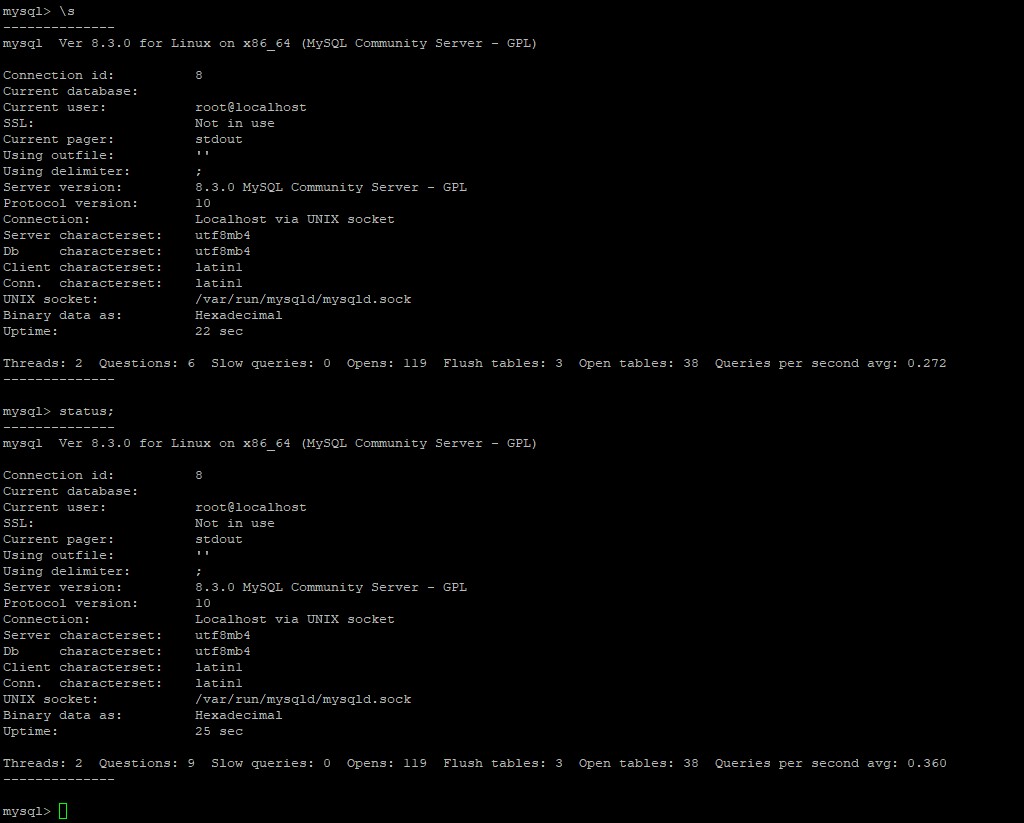 mysql> \s
--------------
mysql  Ver 8.3.0 for Linux on x86_64 (MySQL Community Server - GPL)

Connection id:          8
Current database:
Current user:           root@localhost
SSL:                    Not in use
Current pager:          stdout
Using outfile:          ''
Using delimiter:        ;
Server version:         8.3.0 MySQL Community Server - GPL
Protocol version:       10
Connection:             Localhost via UNIX socket
Server characterset:    utf8mb4
Db     characterset:    utf8mb4
Client characterset:    latin1
Conn.  characterset:    latin1
UNIX socket:            /var/run/mysqld/mysqld.sock
Binary data as:         Hexadecimal
Uptime:                 22 sec

Threads: 2  Questions: 6  Slow queries: 0  Opens: 119  Flush tables: 3  Open tables: 38  Queries per second avg: 0.272
--------------

mysql> status;
--------------
mysql  Ver 8.3.0 for Linux on x86_64 (MySQL Community Server - GPL)

Connection id:          8
Current database:
Current user:           root@localhost
SSL:                    Not in use
Current pager:          stdout
Using outfile:          ''
Using delimiter:        ;
Server version:         8.3.0 MySQL Community Server - GPL
Protocol version:       10
Connection:             Localhost via UNIX socket
Server characterset:    utf8mb4
Db     characterset:    utf8mb4
Client characterset:    latin1
Conn.  characterset:    latin1
UNIX socket:            /var/run/mysqld/mysqld.sock
Binary data as:         Hexadecimal
Uptime:                 25 sec

Threads: 2  Questions: 9  Slow queries: 0  Opens: 119  Flush tables: 3  Open tables: 38  Queries per second avg: 0.360
--------------

mysql>